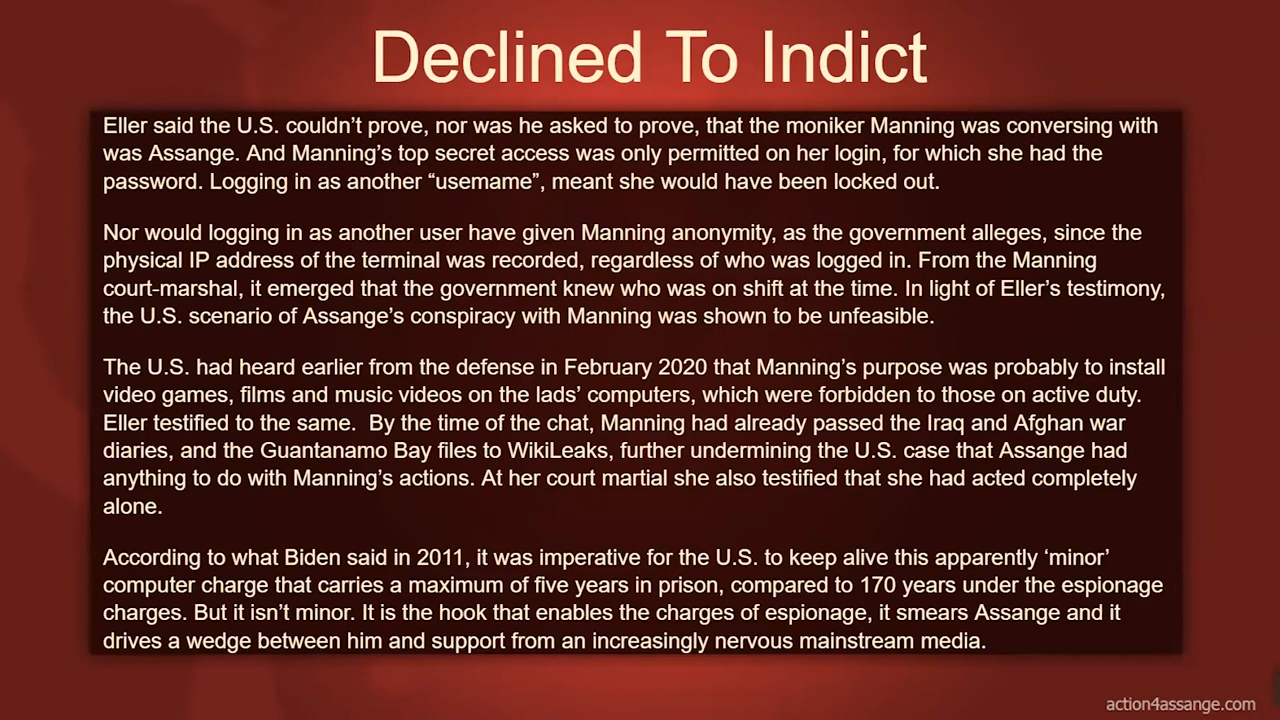 Declined To Indict
Eller said the U.S. couldn’t prove, nor was he asked to prove, that the moniker Manning was conversing with
was Assange. And Manning’s top secret access was only permitted on her login, for which she had the
password. Logging in as another “usemame”, meant she would have been locked out.
Nor would logging in as another user have given Manning anonymity, as the government alleges, since the
physical IP address of the terminal was recorded, regardless of who was logged in. From the Manning
court-marshal, it emerged that the government knew who was on shift at the time. In light of Eller’s testimony,
the U.S. scenario of Assange’s conspiracy with Manning was shown to be unfeasible.
The U.S. had heard earlier from the defense in February 2020 that Manning’s purpose was probably to install
video games, films and music videos on the lads’ computers, which were forbidden to those on active duty.
Eller testified to the same.  By the time of the chat, Manning had already passed the Iraq and Afghan war
diaries, and the Guantanamo Bay files to WikiLeaks, further undermining the U.S. case that Assange had
anything to do with Manning’s actions. At her court martial she also testified that she had acted completely
alone.
According to what Biden said in 2011, it was imperative for the U.S. to keep alive this apparently ‘minor’
computer charge that carries a maximum of five years in prison, compared to 170 years under the espionage
charges. But it isn’t minor. It is the hook that enables the charges of espionage, it smears Assange and it
drives a wedge between him and support from an increasingly nervous mainstream media.
action4assange.com